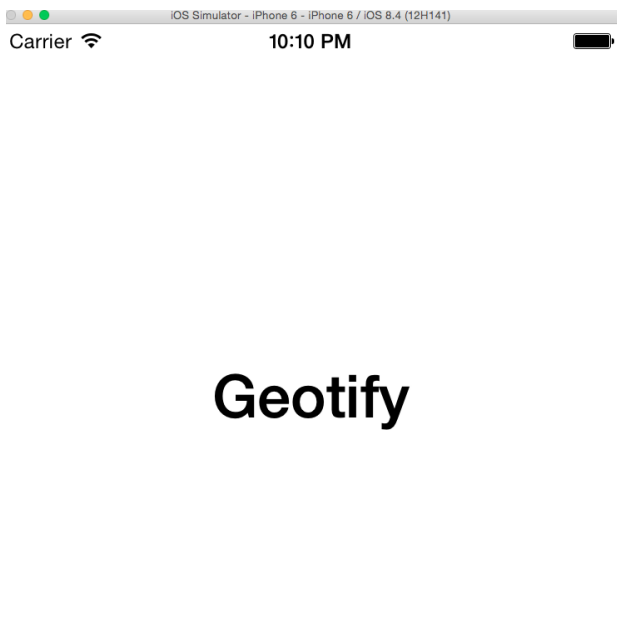 iOS Simulator - iPhone 6 - iPhone 6 / iOS 8.4 (12H141)
Carrier 10:10 PM
Geotify